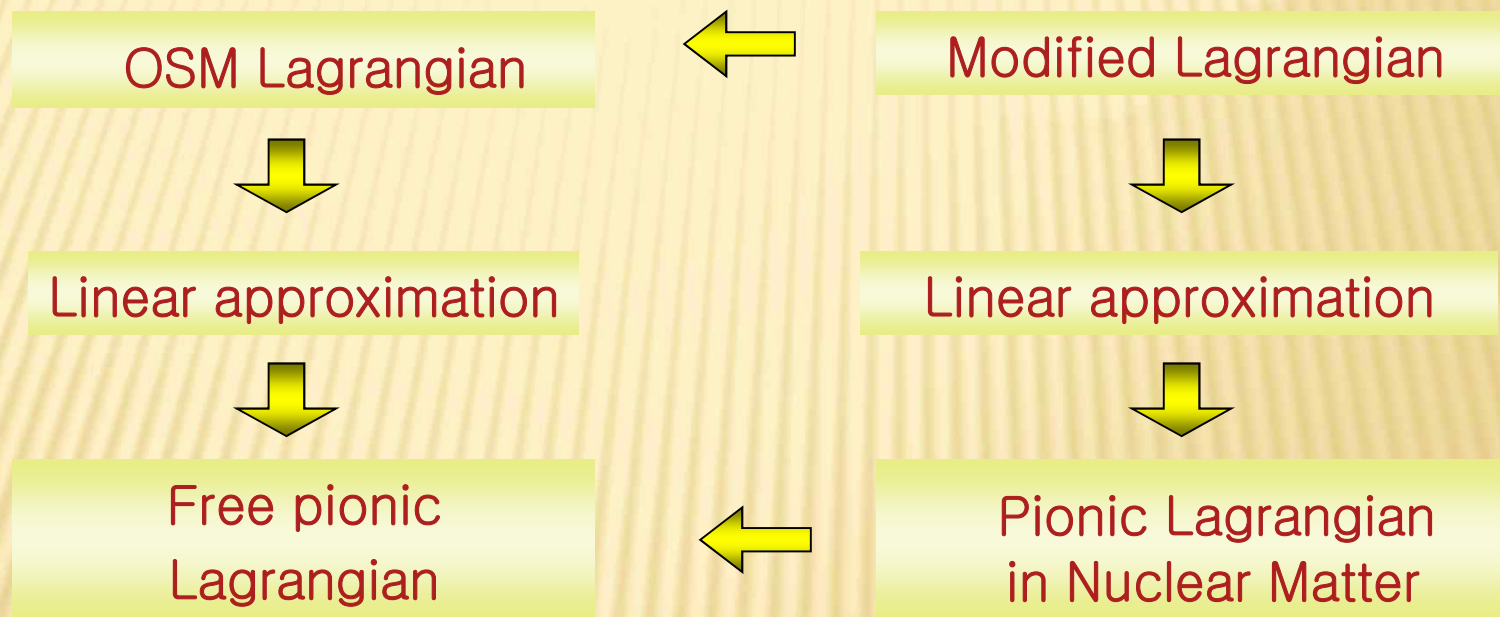 OSM Lagrangian
Modified Lagrangian
Linear approximation
Linear approximation
Free pionic
Lagrangian
Pionic Lagrangian
in Nuclear Matter